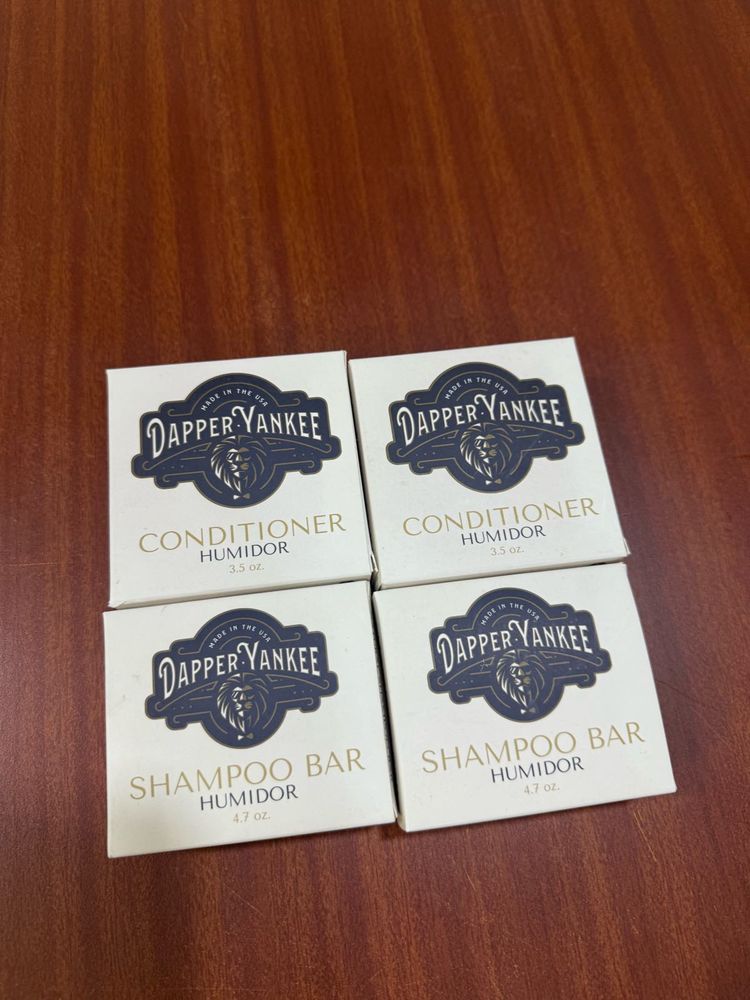 MADE IN THE USA
DAPPER YANKEE
CONDITIONER
HUMIDOR
3.5 oz.
MADE IN THE USA
DAPPER YANKEE
CONDITIONER
HUMIDOR
3.5 oz.
MADE IN THE USA
DAPPER YANKEE
SHAMPOO BAR
HUMIDOR
4.7 oz.
MADE IN THE USA
DAPPER YANKEE
SHAMPOO BAR
HUMIDOR
4.7 oz.